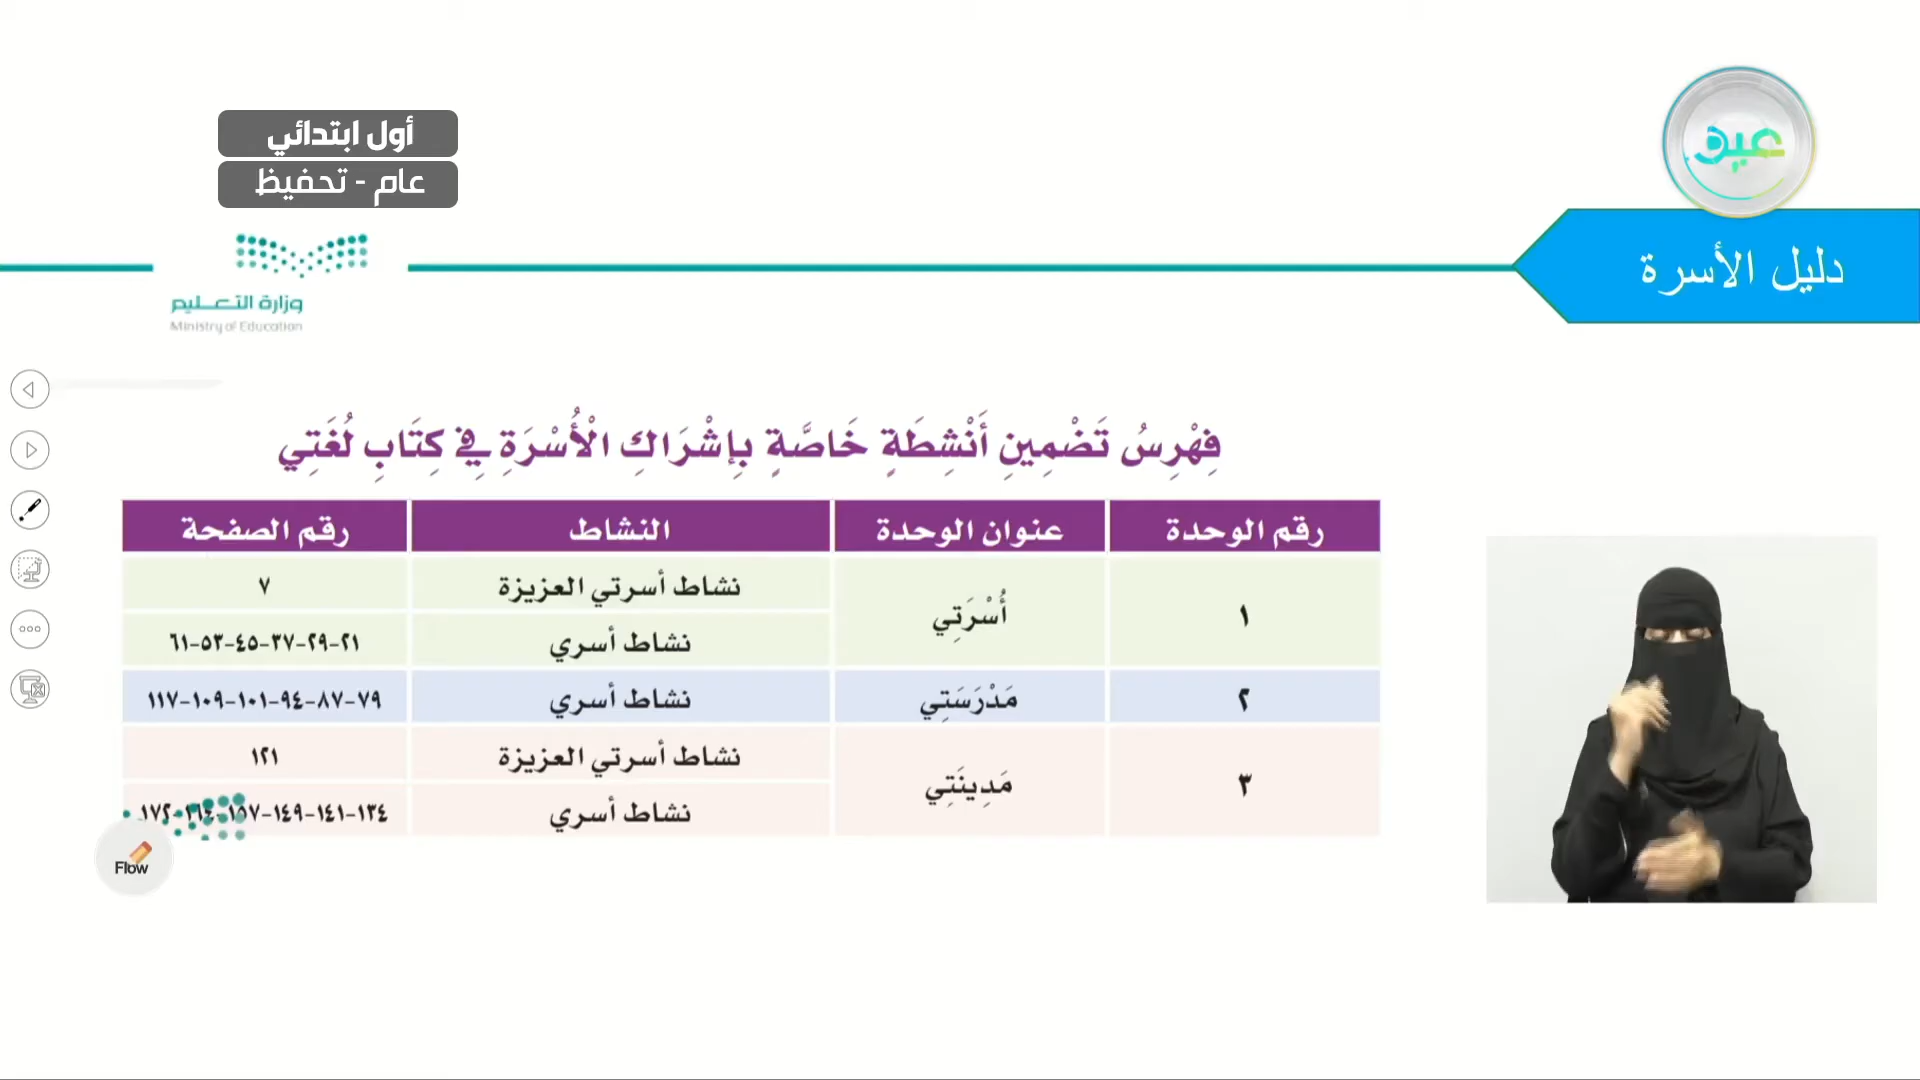 أول ابتدائي
عام - تحفيظ
عين
دليل الأسرة
وزارة التعليم
Ministry of Education
فِهْرِسُ تَضْمِينِ أَنْشِطَةٍ خَاصَّةٍ بِإِشْرَاكِ الْأُسْرَةِ فِي كِتَابِ لُغَتِي
رقم الوحدة عنوان الوحدة النشاط رقم الصفحة
١ أُسْرَتِي نشاط أسرتي العزيزة ٧
نشاط أسري ٢١-٢٩-٣٧-٤٥-٥٣-٦١
٢ مَدْرَسَتِي نشاط أسري ٧٩-٨٧-٩٤-١٠١-١٠٩-١١٧
٣ مَدِينَتِي نشاط أسرتي العزيزة ١٢١
نشاط أسري ١٣٤-١٤١-١٤٩-١٥٧-١٦٤-١٧٢
Flow